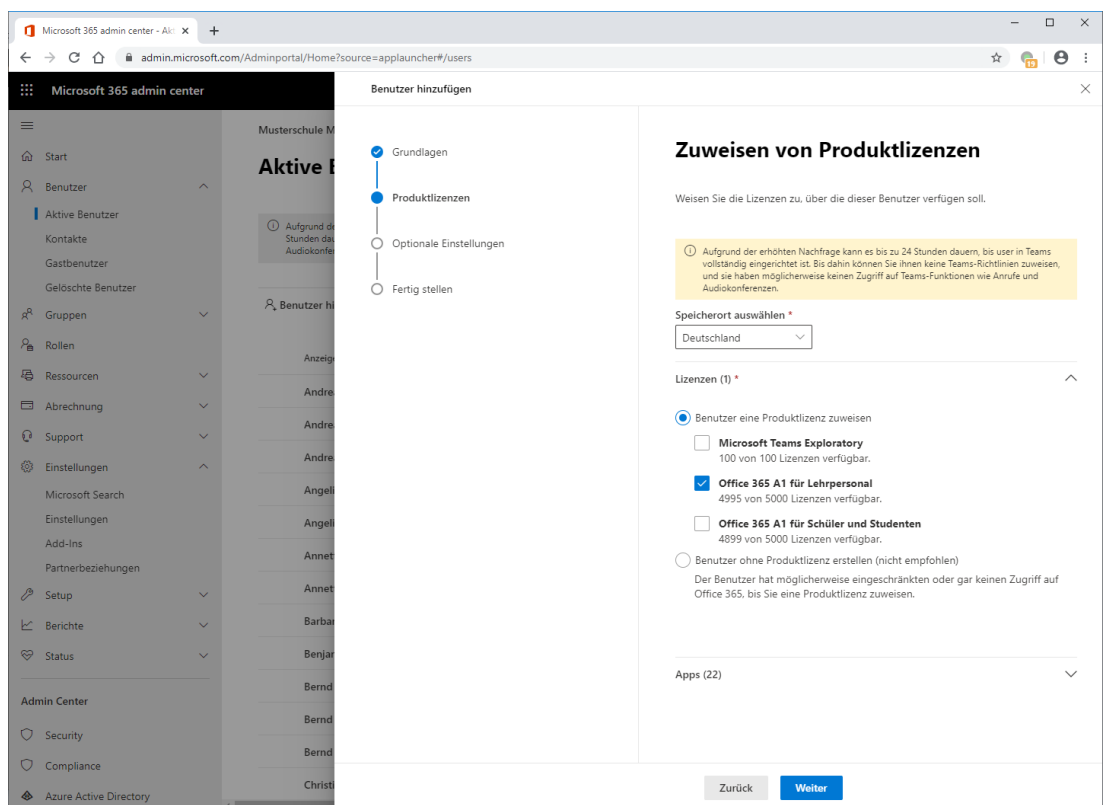 Microsoft 365 admin center - Akt
admin.microsoft.com/Adminportal/Home?source=applauncher#/users
19
Microsoft 365 admin center
Start
Benutzer
Aktive Benutzer
Kontakte
Gastbenutzer
Gelöschte Benutzer
Gruppen
Rollen
Ressourcen
Abrechnung
Support
Einstellungen
Microsoft Search
Einstellungen
Add-Ins
Partnerbeziehungen
Setup
Berichte
Status
Admin Center
Security
Compliance
Azure Active Directory
Musterschule M
Aktive
Aufgrund de
Stunden dau
Audiokonfe
Benutzer hi
Anzeig
Andre
Andre
Andre
Angeli
Angeli
Annet
Annet
Barbar
Benjar
Bernd
Bernd
Bernd
Christi
Benutzer hinzufügen
Grundlagen
Produktlizenzen
Optionale Einstellungen
Fertig stellen
Zuweisen von Produktlizenzen
Weisen Sie die Lizenzen zu, über die dieser Benutzer verfügen soll.
Aufgrund der erhöhten Nachfrage kann es bis zu 24 Stunden dauern, bis user in Teams
vollständig eingerichtet ist. Bis dahin können Sie ihnen keine Teams-Richtlinien zuweisen,
und sie haben möglicherweise keinen Zugriff auf Teams-Funktionen wie Anrufe und
Audiokonferenzen.
Speicherort auswählen *
Deutschland
Lizenzen (1) *
Benutzer eine Produktlizenz zuweisen
Microsoft Teams Exploratory
100 von 100 Lizenzen verfügbar.
Office 365 A1 für Lehrpersonal
4995 von 5000 Lizenzen verfügbar.
Office 365 A1 für Schüler und Studenten
4899 von 5000 Lizenzen verfügbar.
Benutzer ohne Produktlizenz erstellen (nicht empfohlen)
Der Benutzer hat möglicherweise eingeschränkten oder gar keinen Zugriff auf
Office 365, bis Sie eine Produktlizenz zuweisen.
Apps (22)
Zurück
Weiter